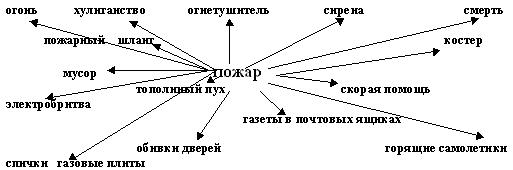 огонь хулиганство огнетушитель сирена смерть
пожарный шланг костер
мусор пожар
тополиный пух скорая помощь
электробритва
газеты в почтовых ящиках
обивки дверей горящие самолетики
спички газовые плиты